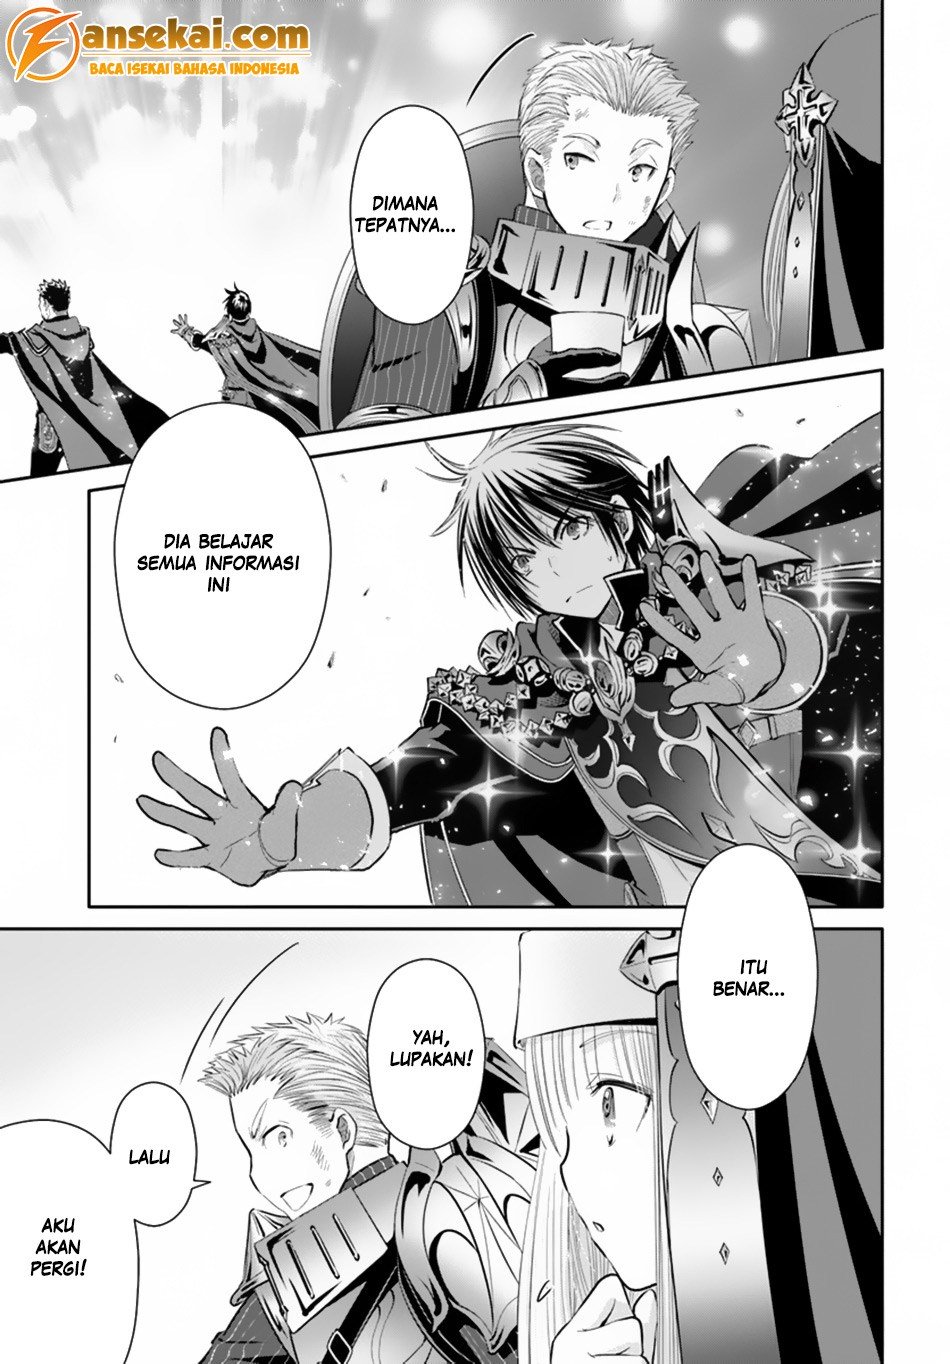 ansekai.com
BACA ISEKAI BAHASA INDONESIA
DIMANA
TEPATNYA...
DIA BELAJAR
SEMUA INFORMASI
INI
ITU
BENAR...
YAH,
LUPAKAN!
LALU
AKU
AKAN
PERGI!